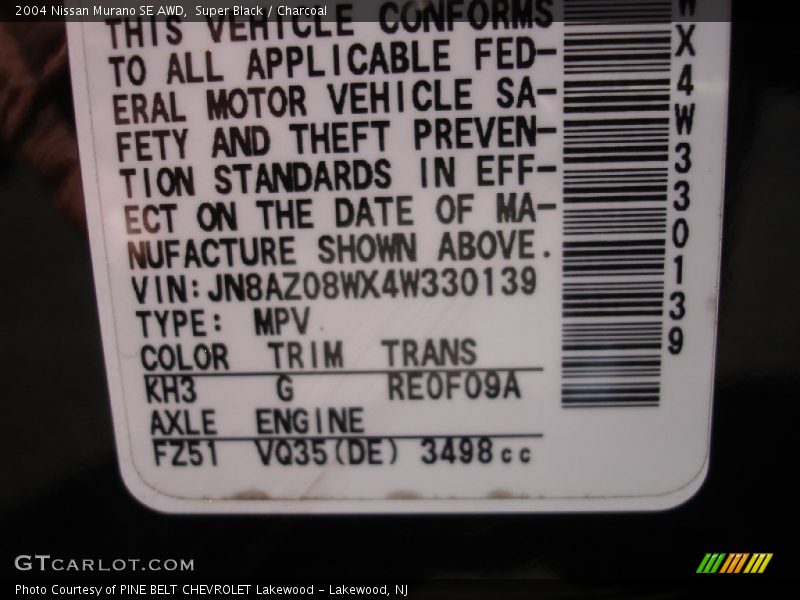 2004 Nissan Murano SE AWD,  Super Black / Charcoal
THIS VEHICLE CONFORMS
TO ALL APPLICABLE FED-
ERAL MOTOR VEHICLE SA-
FETY AND THEFT PREVEN-
TION STANDARDS IN EFF-
ECT ON THE DATE OF MA-
NUFACTURE SHOWN ABOVE.
VIN:JN8AZ08WX4W330139
TYPE: MPV
COLOR TRIM TRANS
KH3 G RE0F09A
AXLE ENGINE
FZ51 VQ35(DE) 3498cc
WX4W330139
GTCARLOT.COM
Photo Courtesy of PINE BELT CHEVROLET Lakewood - Lakewood, NJ